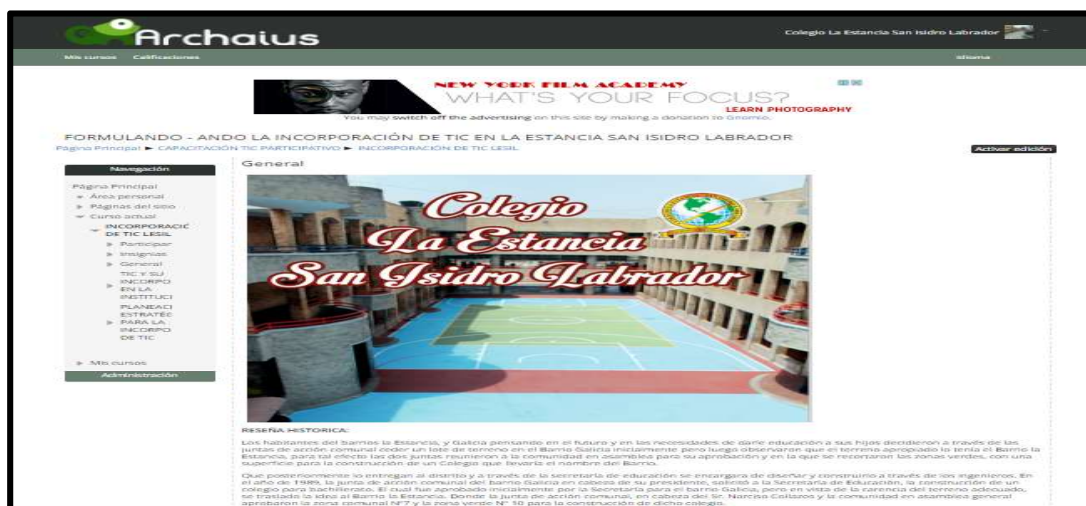 Archaius
Colegio La Estancia San Isidro Labrador
Mis cursos Calificaciones
Idioma
NEW YORK FILM ACADEMY
WHAT'S YOUR FOCUS?
LEARN PHOTOGRAPHY
You may switch off the advertising on this site by making a donation to Gnomio.
FORMULANDO - ANDO LA INCORPORACIÓN DE TIC EN LA ESTANCIA SAN ISIDRO LABRADOR
Página Principal ► CAPACITACIÓN TIC PARTICIPATIVO ► INCORPORACIÓN DE TIC LESIL
Activar edición
Navegación
Página Principal
Área personal
Páginas del sitio
Curso actual
INCORPORACIÓ
DE TIC LESIL
Participar
Insignias
General
TIC Y SU
INCORPO
EN LA
INSTITUCI
PLANEACI
ESTRATÉG
PARA LA
INCORPO
DE TIC
Mis cursos
Administración
General
Colegio
La Estancia
San Isidro Labrador
RESEÑA HISTORICA:
Los habitantes del barrios la Estancia, y Galicia pensando en el futuro y en las necesidades de darle educación a sus hijos decidieron a través de las
juntas de acción comunal ceder un lote de terreno en el Barrio Galicia inicialmente pero luego observaron que el terreno apropiado lo tenía el Barrio la
Estancia, para tal efecto las dos juntas reunieron a la comunidad en asamblea para su aprobación y en la que se recortaron las zonas verdes, con una
superficie para la construcción de un Colegio que llevaría el nombre del Barrio.
Que posteriormente lo entregan al distrito y a través de la secretaria de educación se encargara de diseñar y construirlo a través de los ingenieros. En
el año de 1989, la junta de acción comunal del barrio Galicia en cabeza de su presidente, solicitó a la Secretaría de Educación, la construcción de un
colegio para bachillerato. El cual fue aprobado inicialmente por la Secretaría para el barrio Galicia, pero en vista de la carencia del terreno adecuado,
se traslado la idea al Barrio la Estancia. Donde la junta de acción comunal, en cabeza del Sr. Narciso Collazos y la comunidad en asamblea general
aprobaron la zona comunal N°7 y la zona verde N° 10 para la construcción de dicho colegio.